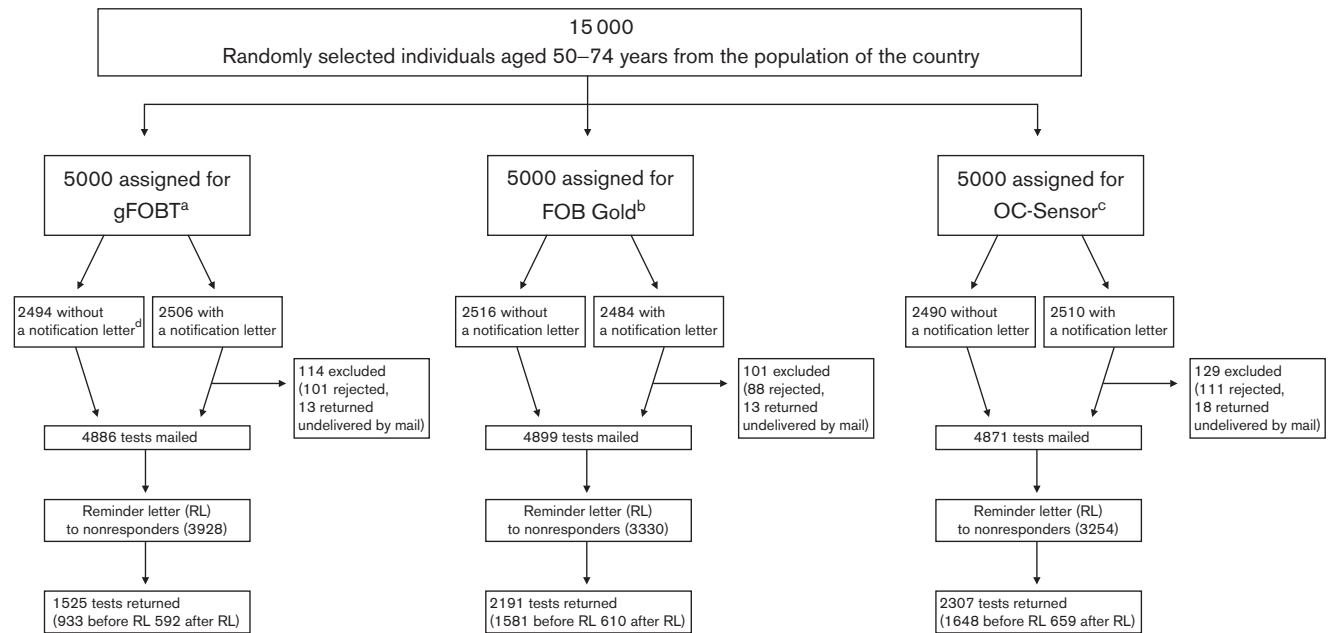 15 000
Randomly selected individuals aged 50–74 years from the population of the country
5000 assigned for
gFOBTa
5000 assigned for
FOB Goldb
5000 assigned for
OC-Sensorc
2494 without
a notification letterd
2506 with
a notification letter
2516 without
a notification letter
2484 with
a notification letter
2490 without
a notification letter
2510 with
a notification letter
114 excluded
(101 rejected,
13 returned
undelivered by mail)
101 excluded
(88 rejected,
13 returned
undelivered by mail)
129 excluded
(111 rejected,
18 returned
undelivered by mail)
4886 tests mailed
4899 tests mailed
4871 tests mailed
Reminder letter (RL)
to nonresponders (3928)
Reminder letter (RL)
to nonresponders (3330)
Reminder letter (RL)
to nonresponders (3254)
1525 tests returned
(933 before RL 592 after RL)
2191 tests returned
(1581 before RL 610 after RL)
2307 tests returned
(1648 before RL 659 after RL)